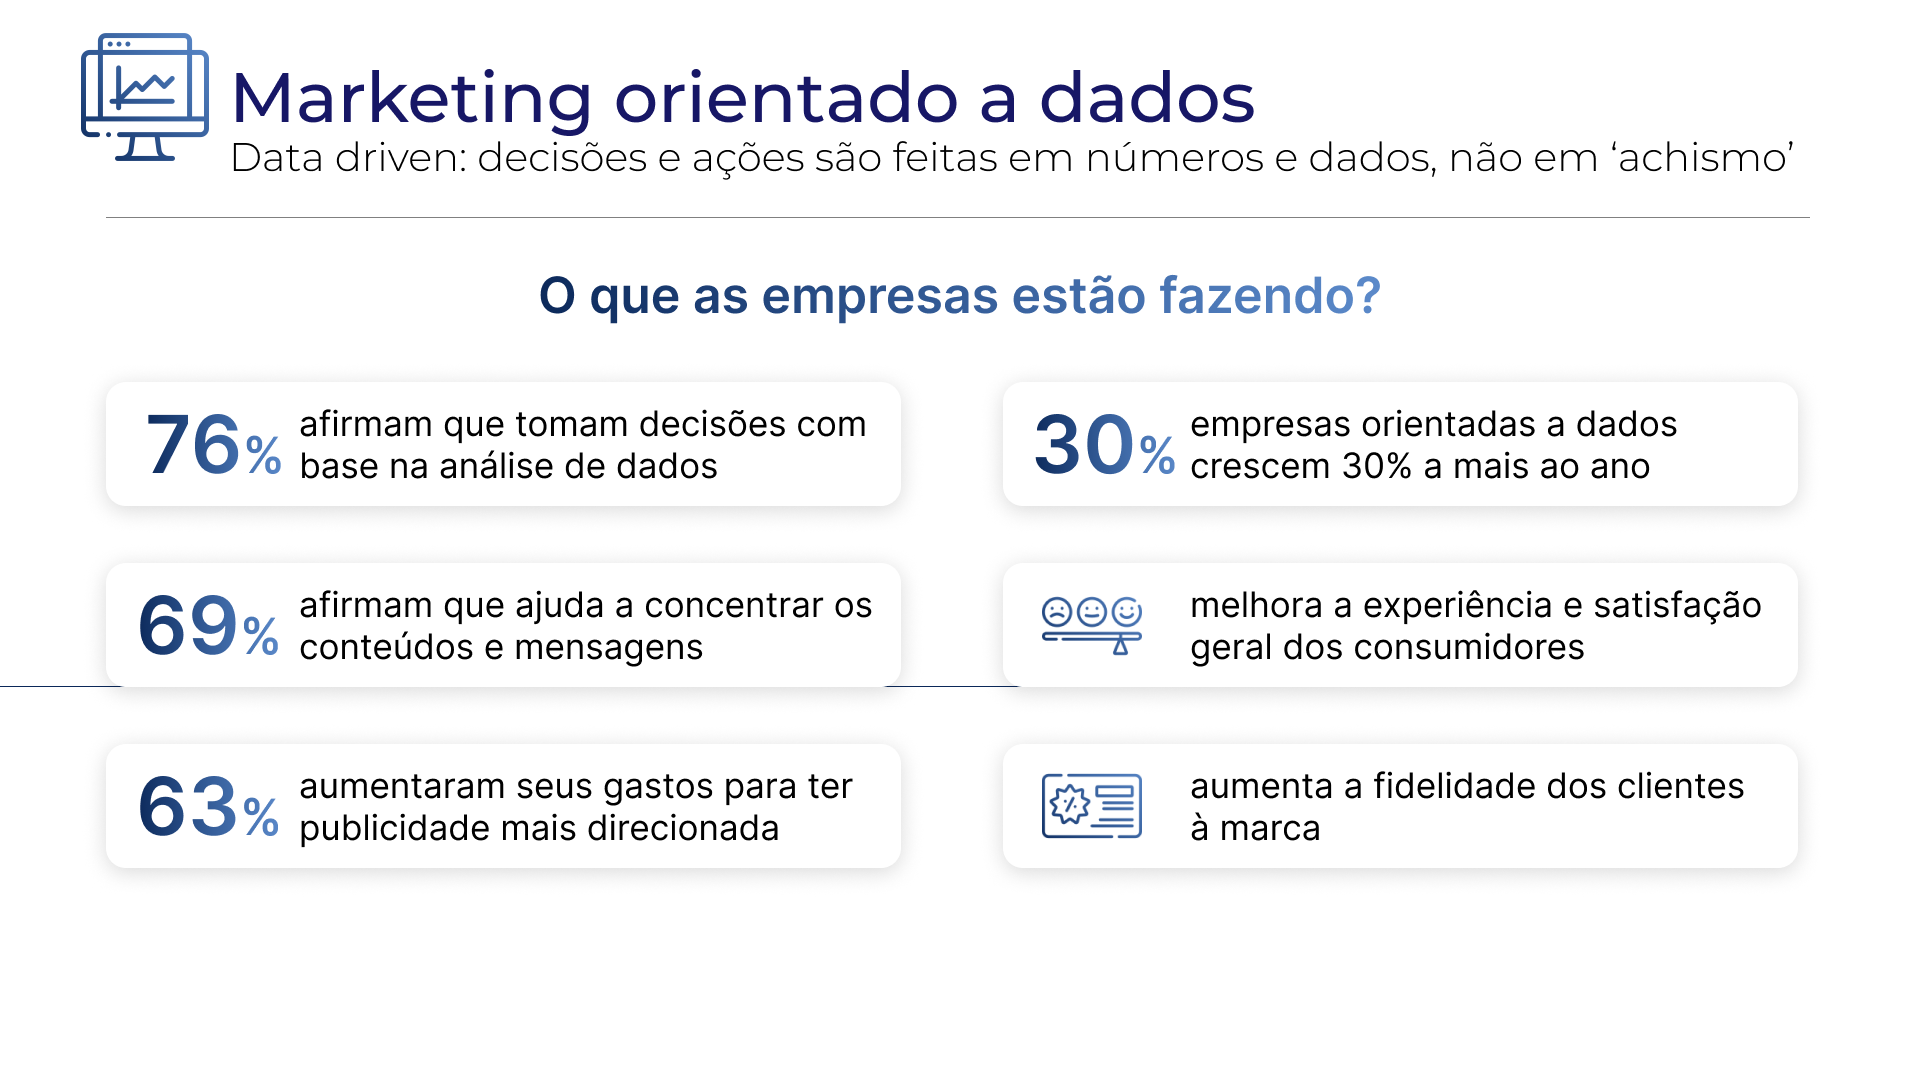 Marketing orientado a dados
Data driven: decisões e ações são feitas em números e dados, não em ‘achismo’
O que as empresas estão fazendo?
76% afirmam que tomam decisões com
base na análise de dados
30% empresas orientadas a dados
crescem 30% a mais ao ano
69% afirmam que ajuda a concentrar os
conteúdos e mensagens
melhora a experiência e satisfação
geral dos consumidores
63% aumentaram seus gastos para ter
publicidade mais direcionada
aumenta a fidelidade dos clientes
à marca